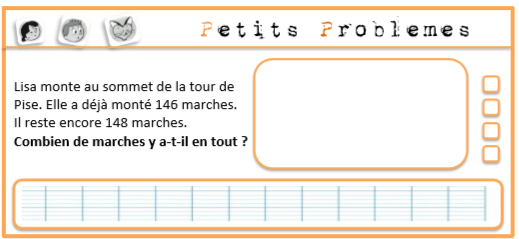 Petits Problemes
Lisa monte au sommet de la tour de
Pise. Elle a déjà monté 146 marches.
Il reste encore 148 marches.
Combien de marches y a-t-il en tout ?